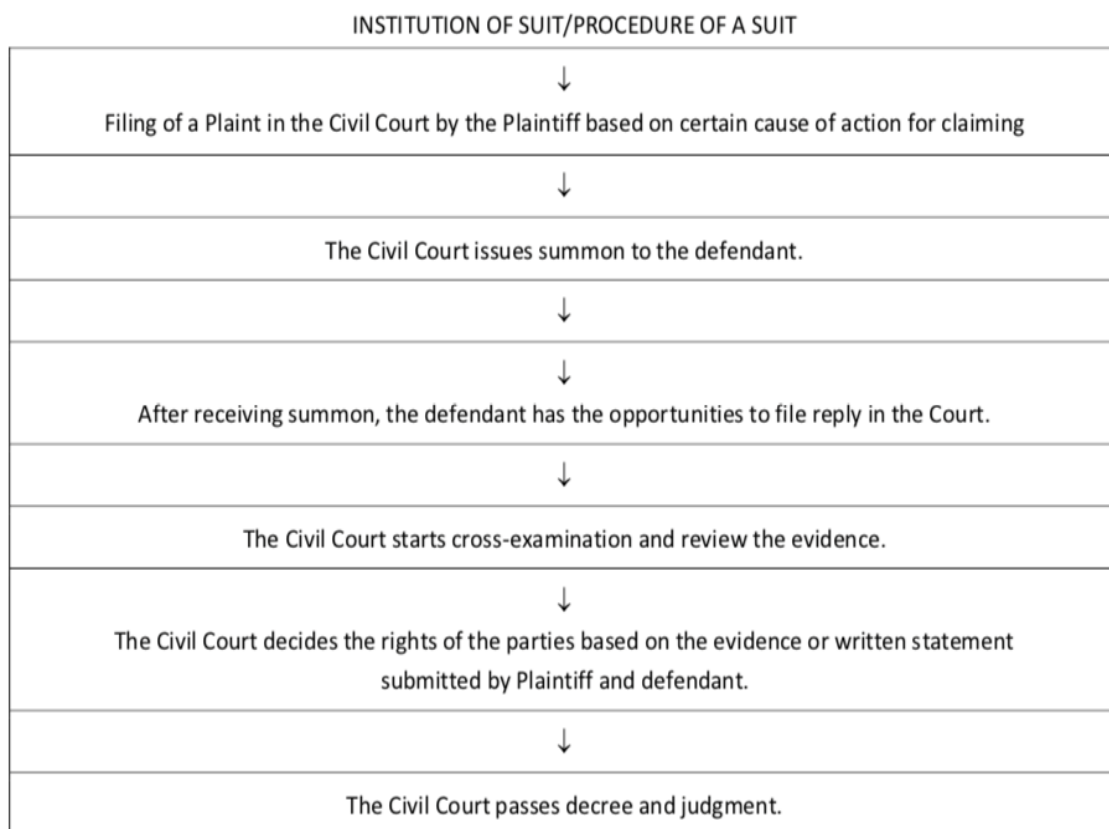 INSTITUTION OF SUIT/PROCEDURE OF A SUIT
↓
Filing of a Plaint in the Civil Court by the Plaintiff based on certain cause of action for claiming
↓
The Civil Court issues summon to the defendant.
↓
↓
After receiving summon, the defendant has the opportunities to file reply in the Court.
↓
The Civil Court starts cross-examination and review the evidence.
↓
The Civil Court decides the rights of the parties based on the evidence or written statement
submitted by Plaintiff and defendant.
↓
The Civil Court passes decree and judgment.